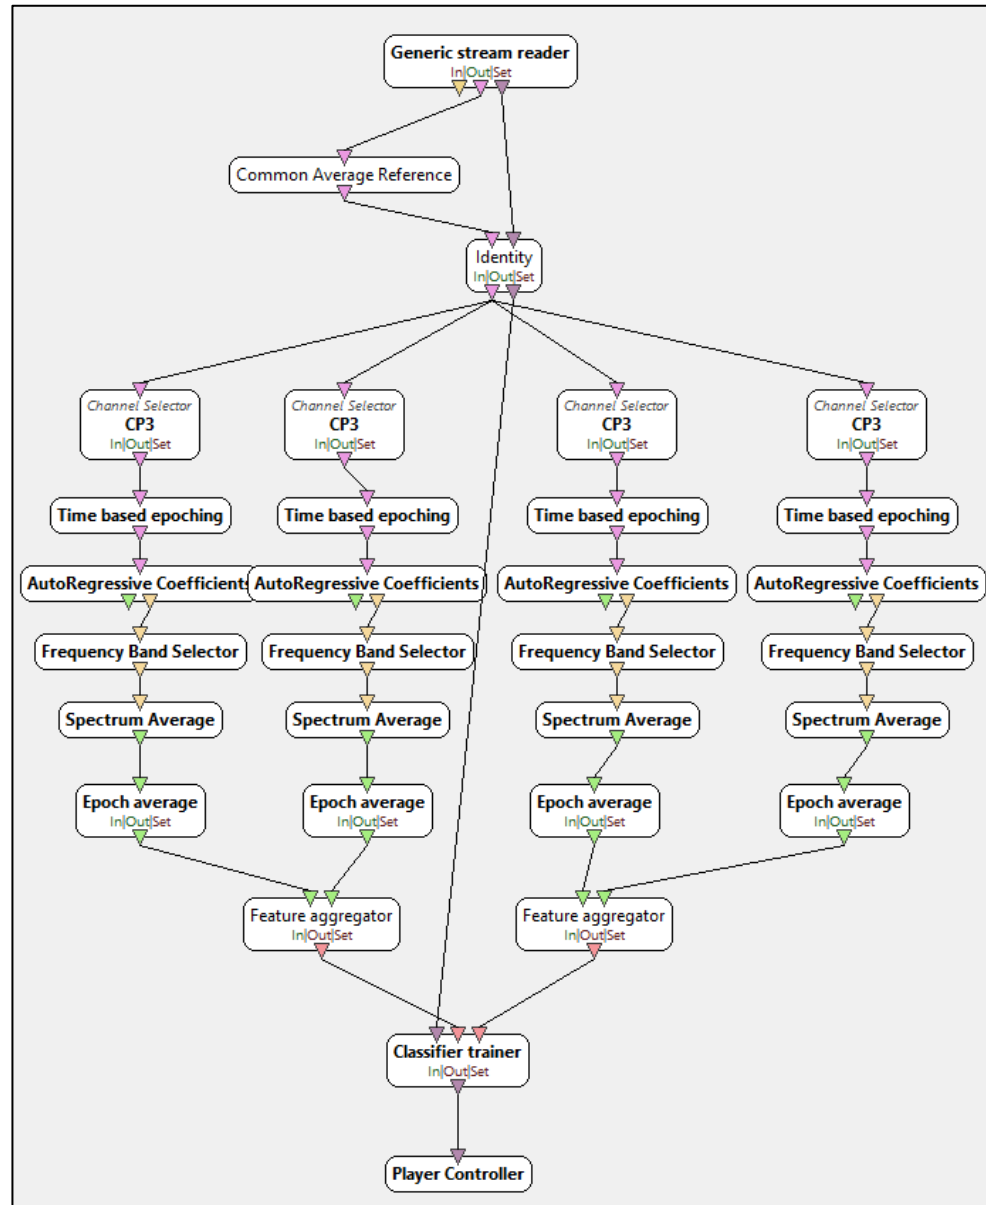 Generic stream reader
In|Out|Set
Common Average Reference
Identity
In|Out|Set
Channel Selector
CP3
In|Out|Set
Channel Selector
CP3
In|Out|Set
Channel Selector
CP3
In|Out|Set
Channel Selector
CP3
In|Out|Set
Time based epoching
Time based epoching
Time based epoching
Time based epoching
AutoRegressive Coefficients
AutoRegressive Coefficients
AutoRegressive Coefficients
AutoRegressive Coefficients
Frequency Band Selector
Frequency Band Selector
Frequency Band Selector
Frequency Band Selector
Spectrum Average
Spectrum Average
Spectrum Average
Spectrum Average
Epoch average
In|Out|Set
Epoch average
In|Out|Set
Epoch average
In|Out|Set
Epoch average
In|Out|Set
Feature aggregator
In|Out|Set
Feature aggregator
In|Out|Set
Classifier trainer
In|Out|Set
Player Controller